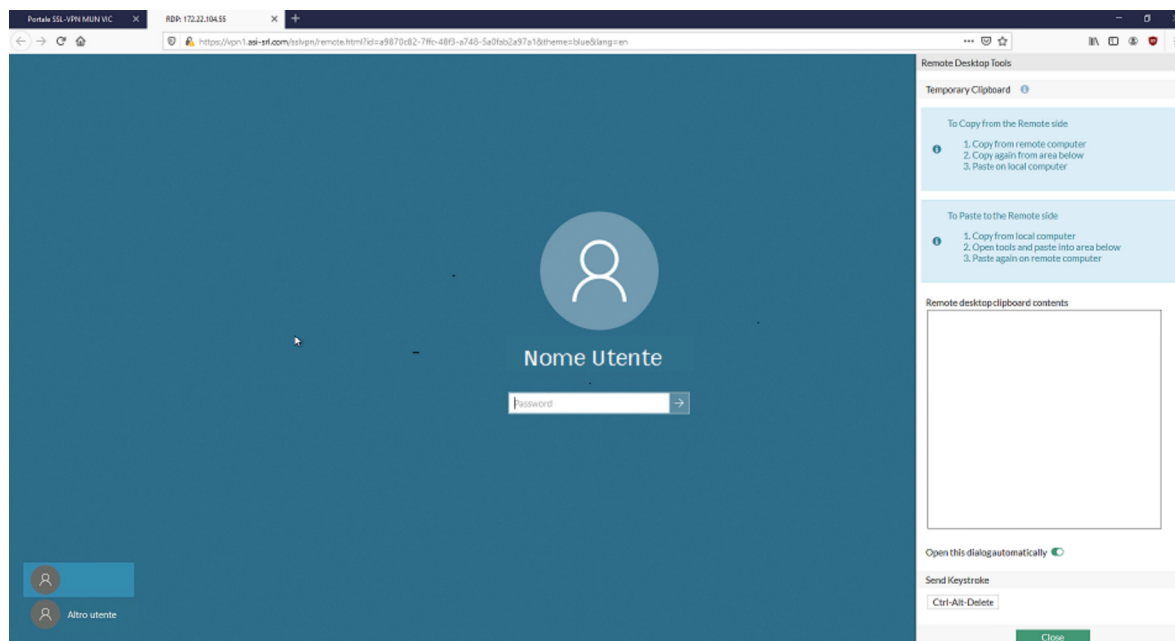 Portale SSL-VPN MUN VIC
RDP: 172.22.104.55
https://vpn1.asi-srl.com/sslvpn/remote.html?id=a9870c82-7ffc-48f3-a748-5a0fab2a97a1&theme=blue&lang=en
Nome Utente
Password
Altro utente
Remote Desktop Tools
Temporary Clipboard
To Copy from the Remote side
1. Copy from remote computer
2. Copy again from area below
3. Paste on local computer
To Paste to the Remote side
1. Copy from local computer
2. Open tools and paste into area below
3. Paste again on remote computer
Remote desktop clipboard contents
Open this dialog automatically
Send Keystroke
Ctrl-Alt-Delete
Close